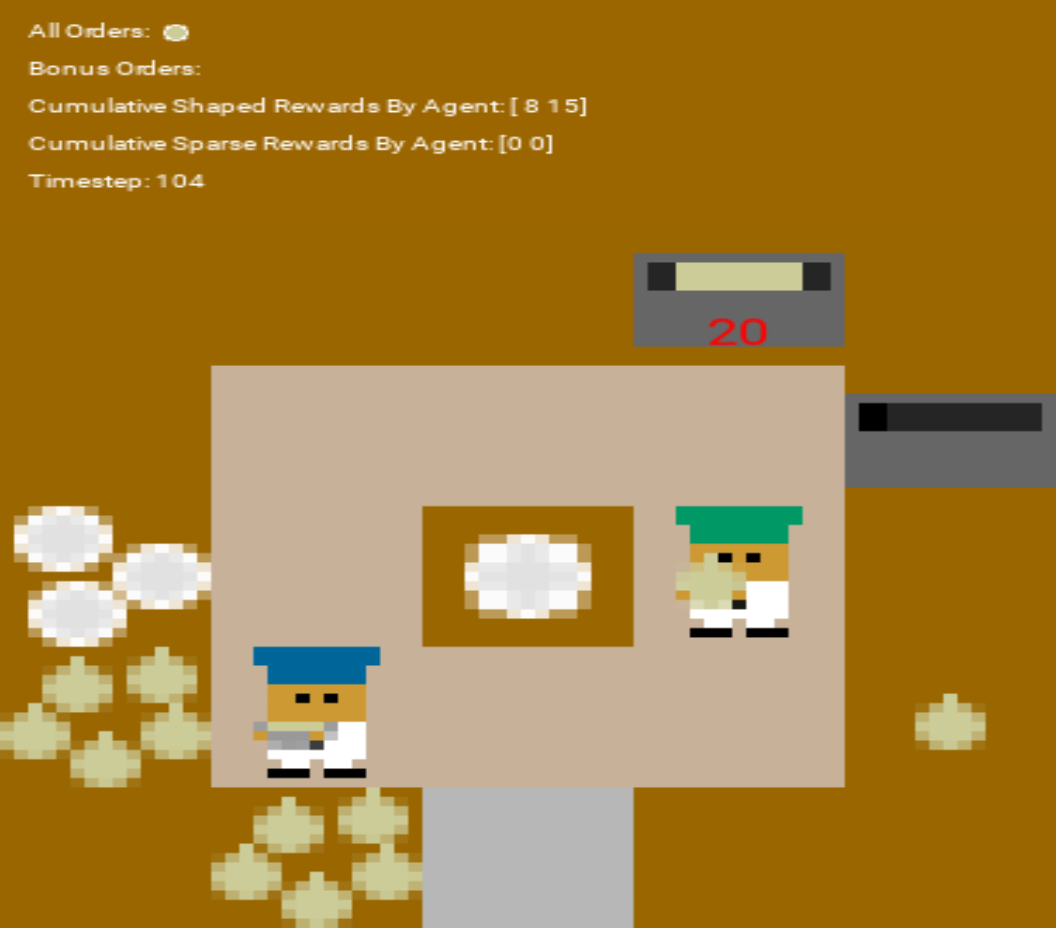 All Orders:
Bonus Orders:
Cumulative Shaped Rewards By Agent: [ 8 15]
Cumulative Sparse Rewards By Agent: [0 0]
Timestep: 104
20